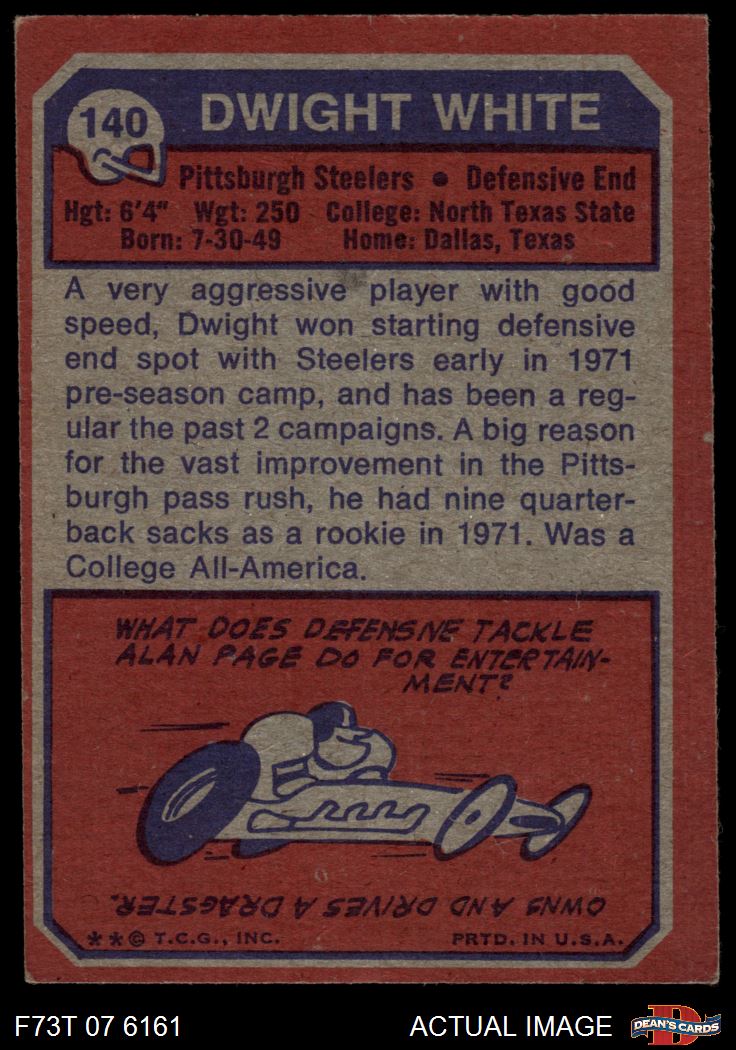 140
DWIGHT WHITE
Pittsburgh Steelers ● Defensive End
Hgt: 6'4" Wgt: 250 College: North Texas State
Born: 7-30-49 Home: Dallas, Texas
A very aggressive player with good
speed, Dwight won starting defensive
end spot with Steelers early in 1971
pre-season camp, and has been a reg-
ular the past 2 campaigns. A big reason
for the vast improvement in the Pitts-
burgh pass rush, he had nine quarter-
back sacks as a rookie in 1971. Was a
College All-America.
WHAT DOES DEFENSIVE TACKLE
ALAN PAGE DO FOR ENTERTAIN-
MENT?
OWNS AND DRIVES A DRAGSTER.
**© T.C.G., INC. PRTD. IN U.S.A.
F73T 07 6161 ACTUAL IMAGE
D
DEAN'S CARDS